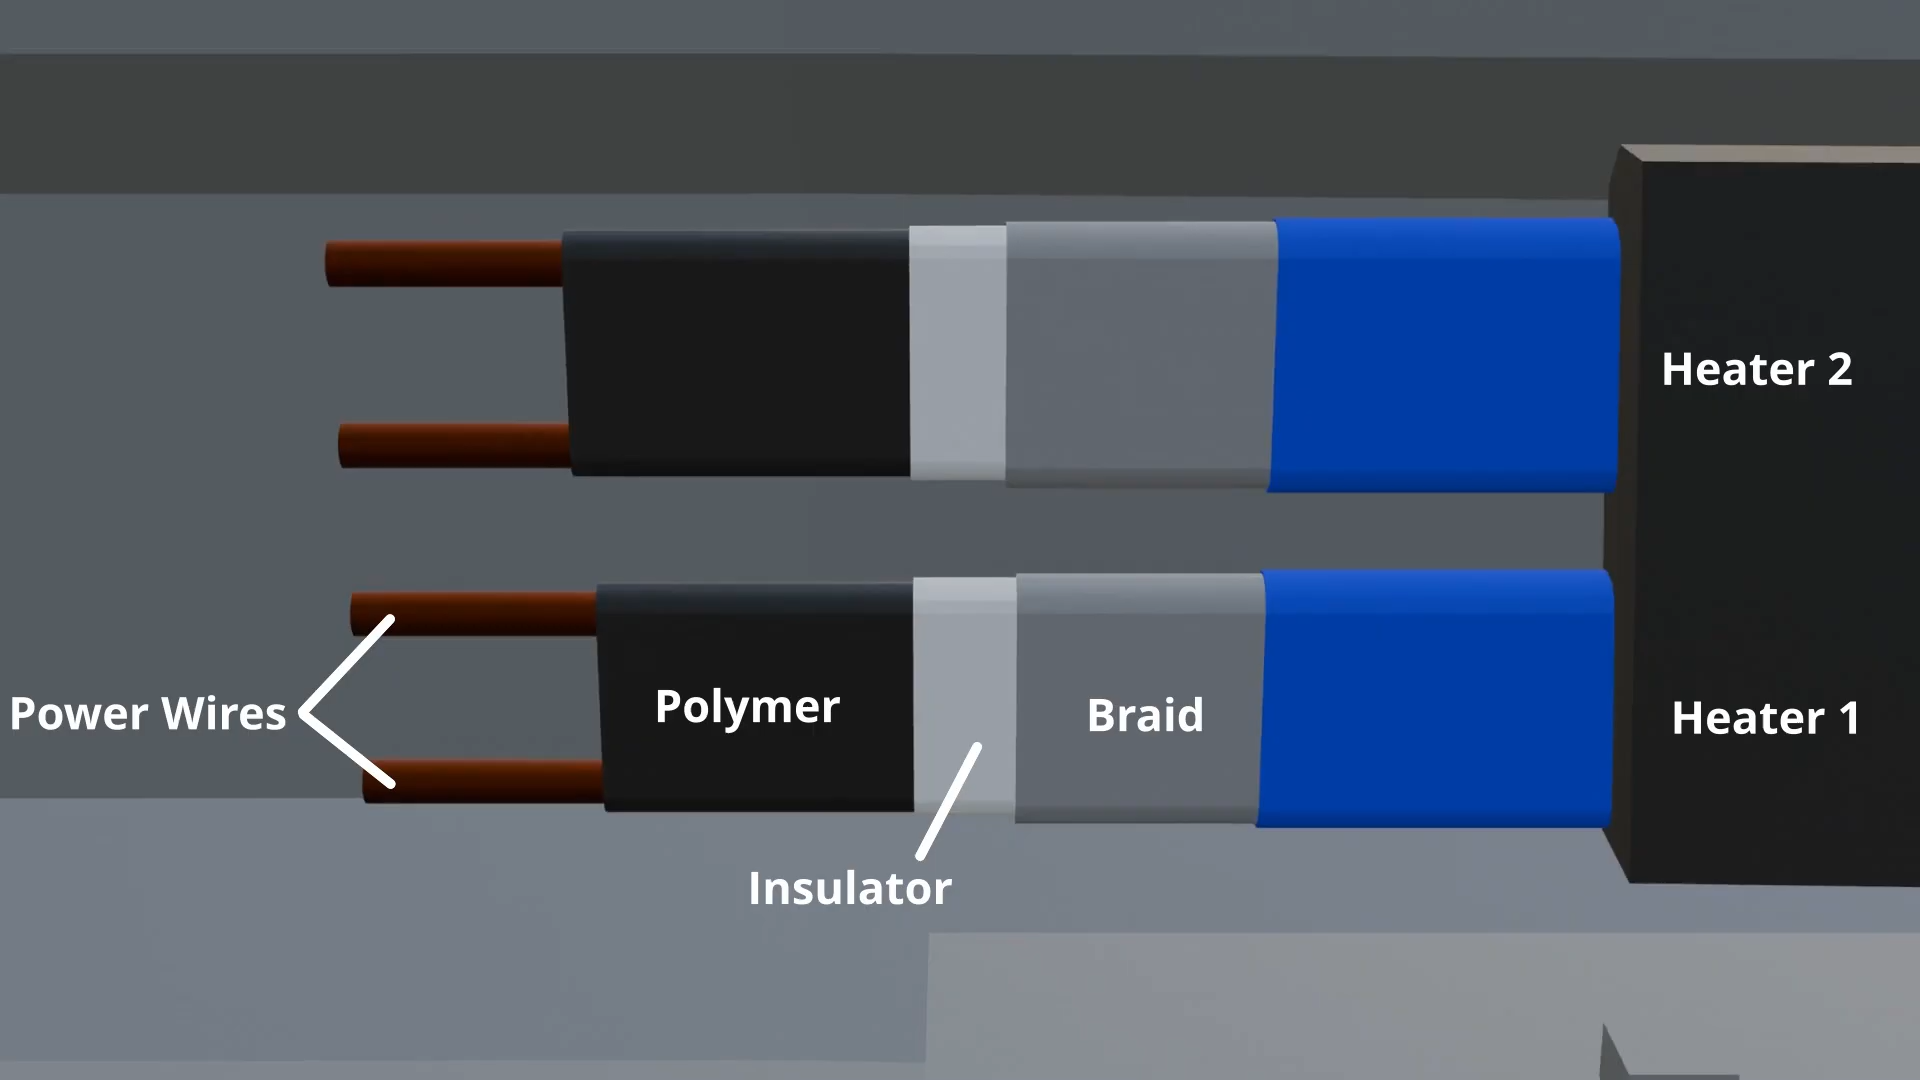 Heater 2
Power Wires
Polymer
Braid
Heater 1
Insulator